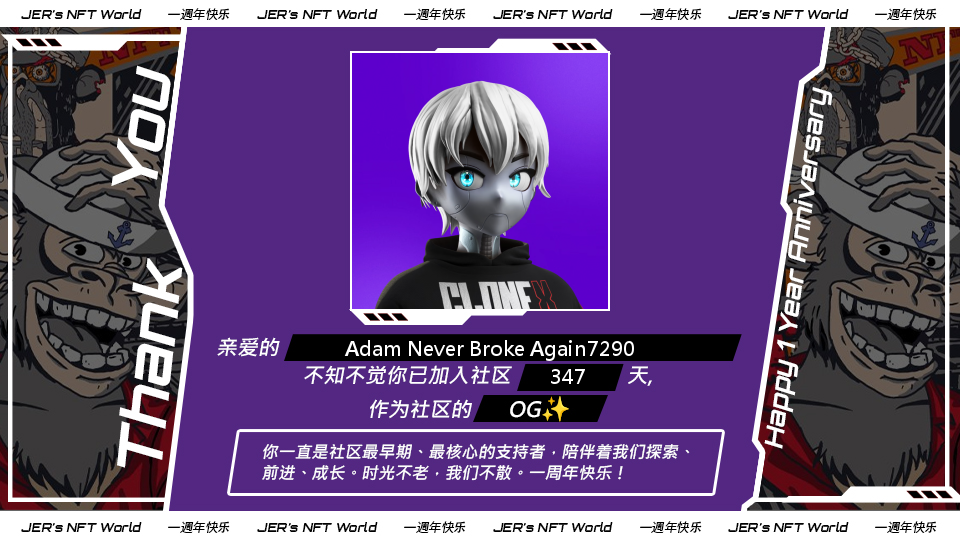 JER's NFT World 一週年快乐 JER's NFT World 一週年快乐 JER's NFT World 一週年快乐 JER's NFT World 一週年快乐
Thank You
CLONEX
Happy 1 Year Anniversary
亲爱的 Adam Never Broke Again7290
不知不觉你已加入社区 347 天,
作为社区的 OG✨
你一直是社区最早期、最核心的支持者，陪伴着我们探索、
前进、成长。时光不老，我们不散。一周年快乐！
JER's NFT World 一週年快乐 JER's NFT World 一週年快乐 JER's NFT World 一週年快乐 JER's NFT World 一週年快乐